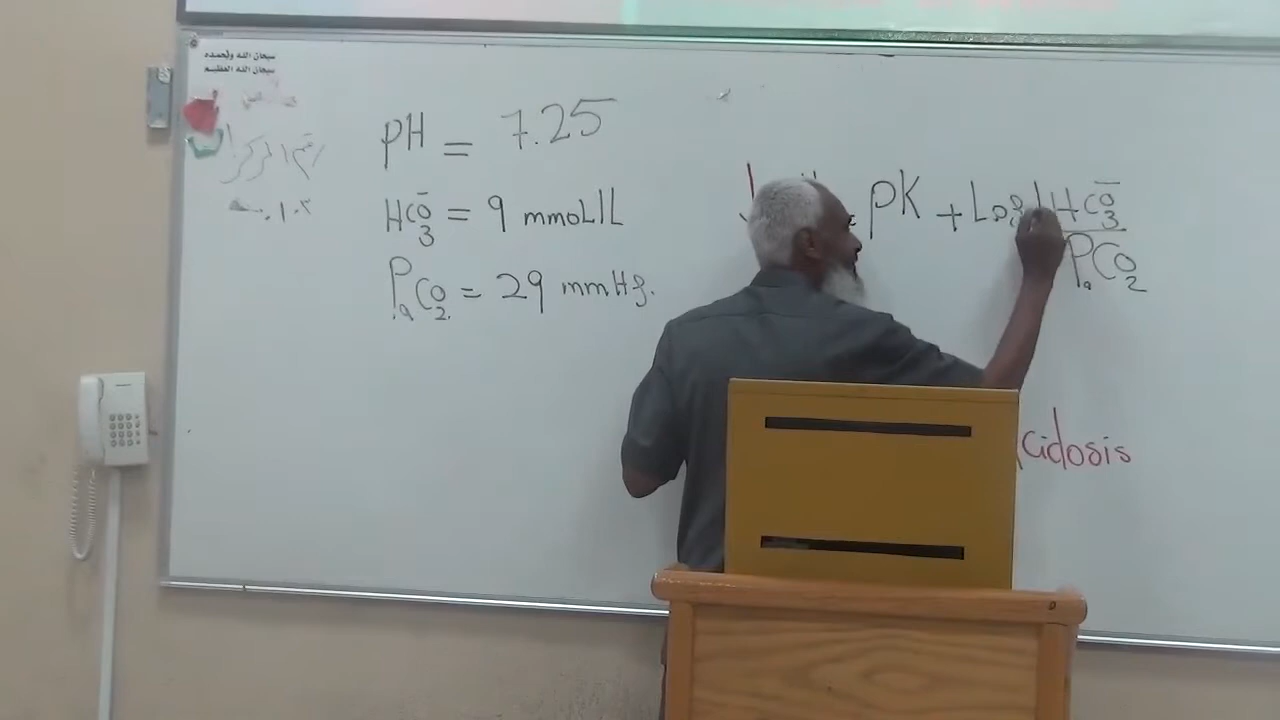 سبحان الله وبحمده
سبحان الله العظيم
pH = 7.25
HCO₃⁻ = 9 mmoL/L
PₐCO₂ = 29 mmHg.
pK + Log HCO₃⁻
PₐCO₂
cidosis